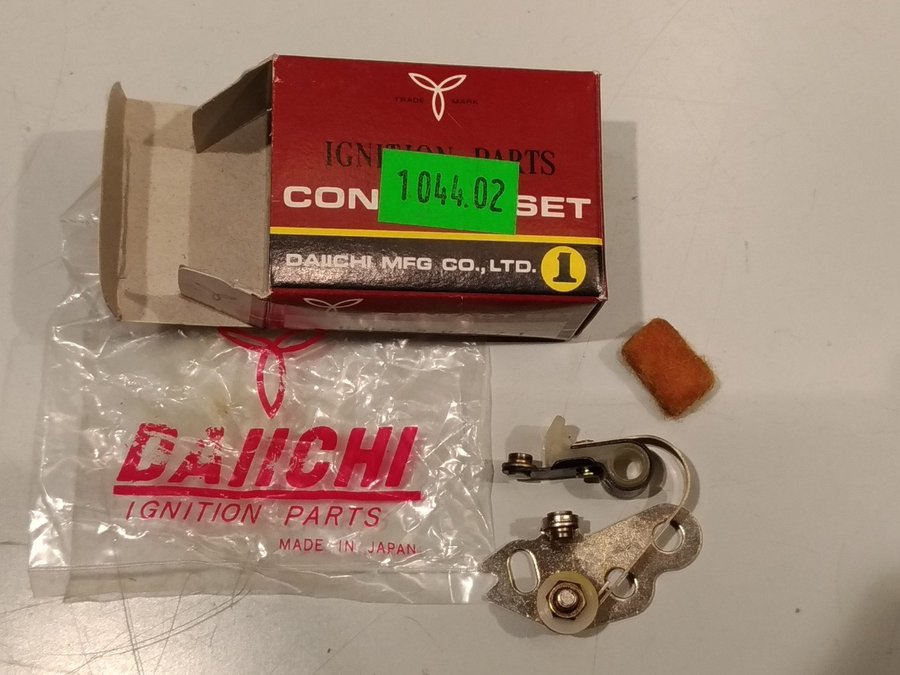 TRADE MARK
IGNITION PARTS
1044.02
CON SET
DAIICHI MFG CO., LTD. 1
DAIICHI
IGNITION PARTS
MADE IN JAPAN